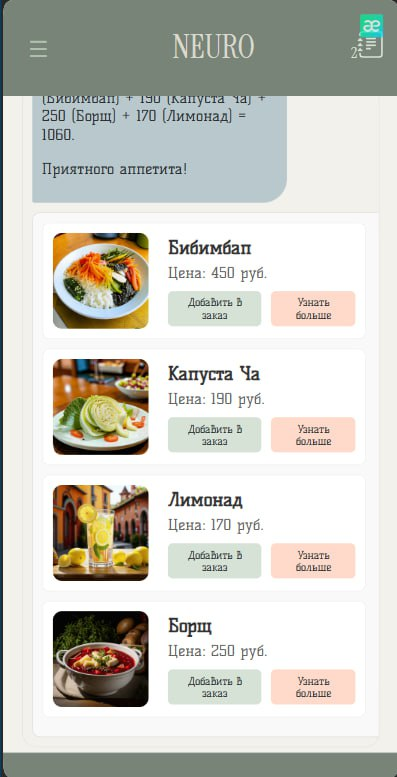 NEURO
æ
2
(Бибимбап) + 190 (Капуста Ча) +
250 (Борщ) + 170 (Лимонад) =
1060.
Приятного аппетита!
Бибимбап
Цена: 450 руб.
Добавить в
заказ
Узнать
больше
Капуста Ча
Цена: 190 руб.
Добавить в
заказ
Узнать
больше
Лимонад
Цена: 170 руб.
Добавить в
заказ
Узнать
больше
Борщ
Цена: 250 руб.
Добавить в
заказ
Узнать
больше